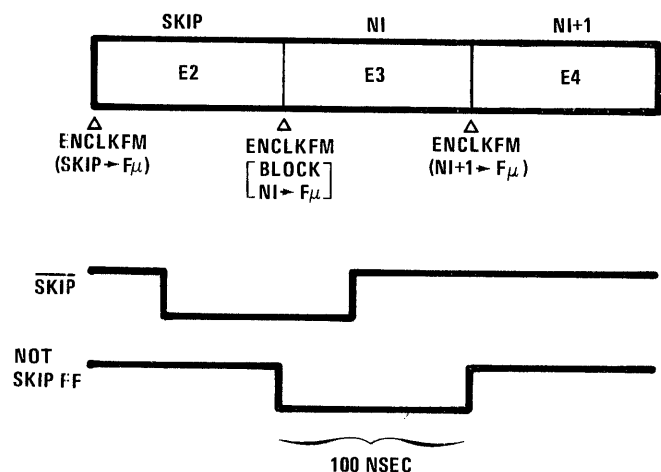 SKIP NI NI+1
E2 E3 E4
ENCLKFM ENCLKFM ENCLKFM
(SKIP→Fμ) [BLOCK (NI+1→Fμ)
NI→Fμ]
SKIP
NOT
SKIP FF
100 NSEC